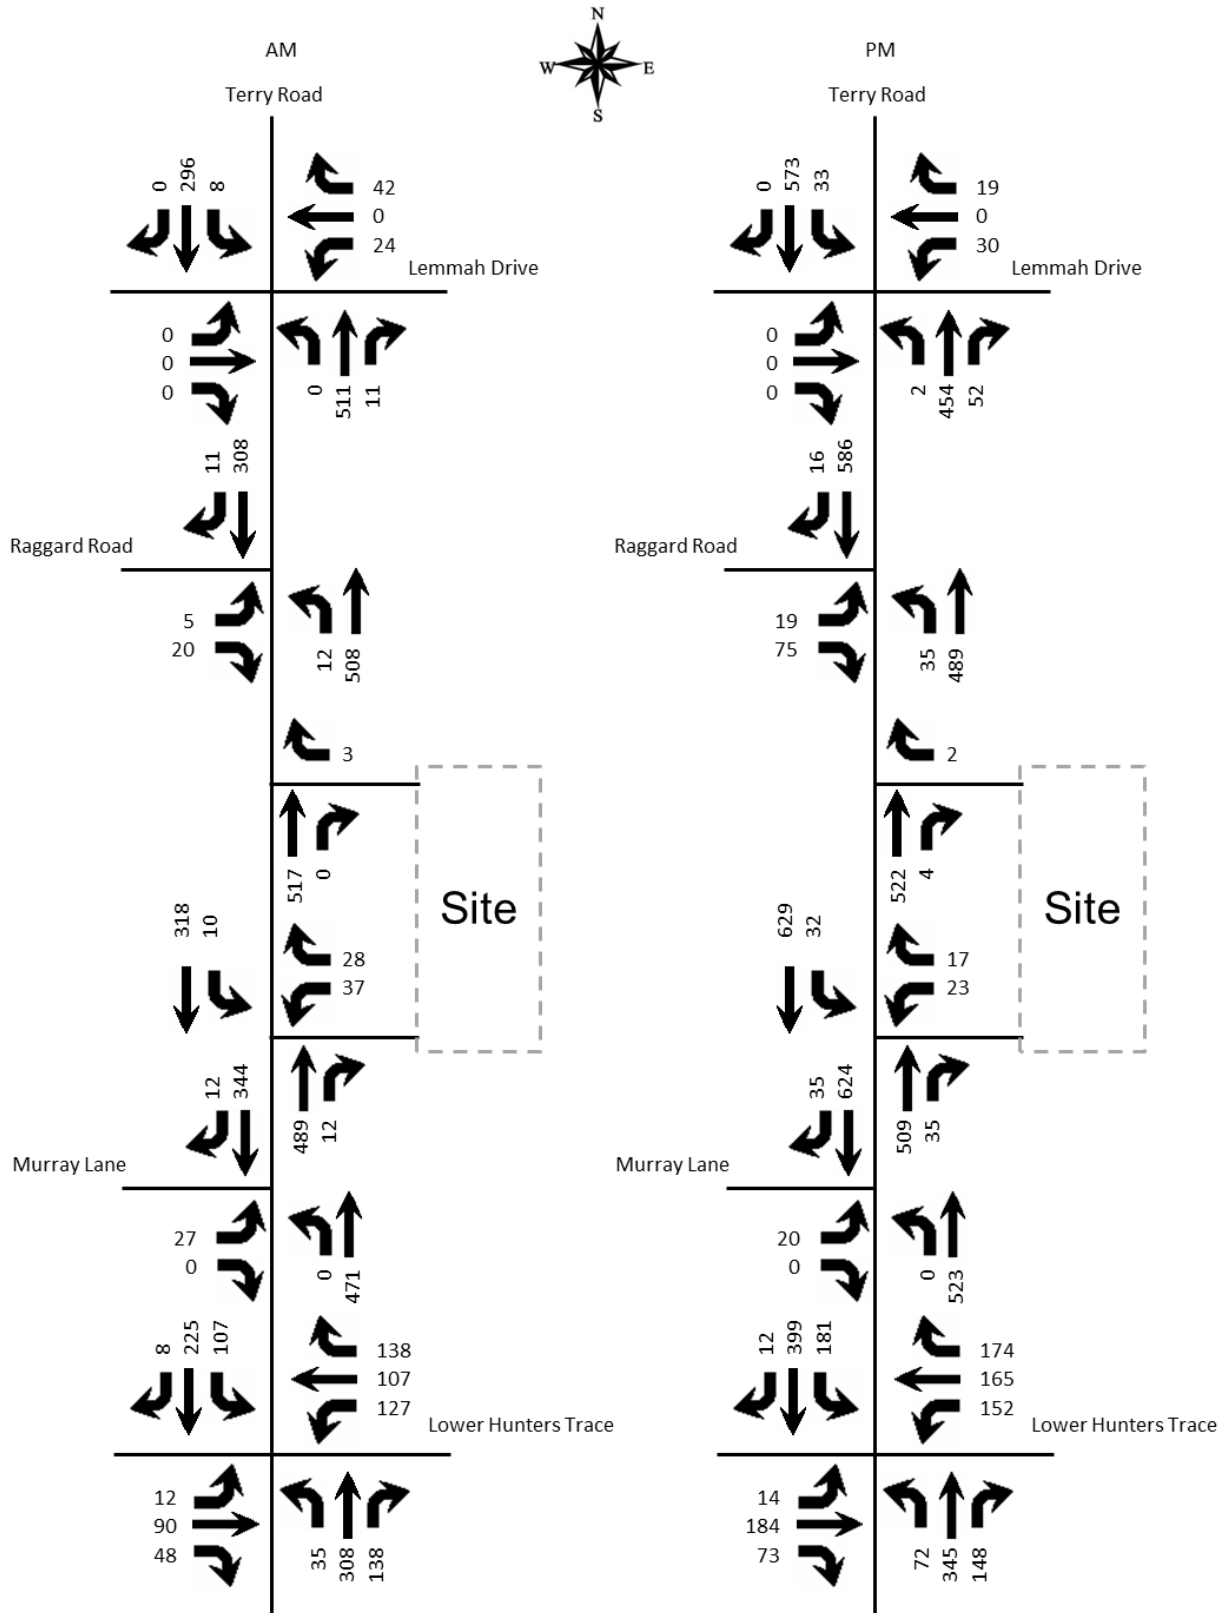 N
W E
S
AM
Terry Road
0 296 8
42
0
24
Lemmah Drive
0
0
0
0 511 11
11 308
Raggard Road
5
20
12 508
3
517 0
Site
318 10
28
37
12 344
489 12
Murray Lane
27
0
0 471
8 225 107
138
107
127
Lower Hunters Trace
12
90
48
35 308 138
PM
Terry Road
0 573 33
19
0
30
Lemmah Drive
0
0
0
2 454 52
16 586
Raggard Road
19
75
35 489
2
522 4
Site
629 32
17
23
35 624
509 35
Murray Lane
20
0
0 523
12 399 181
174
165
152
Lower Hunters Trace
14
184
73
72 345 148